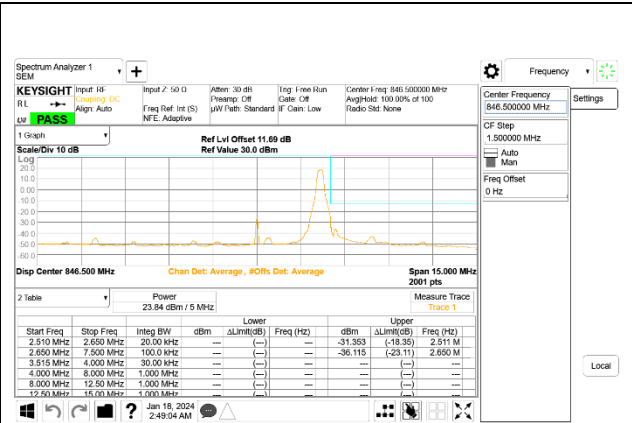 Spectrum Analyzer 1
SEM
Frequency
KEYSIGHT Input: RF Input Z: 50 Ω Atten: 30 dB Trig: Free Run Center Freq: 846.500000 MHz
R L Coupling: DC Preamp: Off Gate: Off Avg|Hold: 100.00% of 100
Align: Auto Freq Ref: Int (S) µW Path: Standard IF Gain: Low Radio Std: None
NFE: Adaptive
PASS
Center Frequency
846.500000 MHz
Settings
CF Step
1.500000 MHz
Auto
Man
Freq Offset
0 Hz
1 Graph
Ref Lvl Offset 11.69 dB
Scale/Div 10 dB Ref Value 30.0 dBm
Log
20.0
10.0
0.00
-10.0
-20.0
-30.0
-40.0
-50.0
-60.0
Disp Center 846.500 MHz Chan Det: Average, #Offs Det: Average Span 15.000 MHz
2001 pts
2 Table Power Measure Trace
23.84 dBm / 5 MHz Trace 1
Lower Upper
Start Freq Stop Freq Integ BW dBm ΔLimit(dB) Freq (Hz) dBm ΔLimit(dB) Freq (Hz)
2.510 MHz 2.650 MHz 20.00 kHz --- (---) --- -31.353 (-18.35) 2.511 M
2.650 MHz 7.500 MHz 100.0 kHz --- (---) --- -36.115 (-23.11) 2.650 M
3.515 MHz 4.000 MHz 30.00 kHz --- (---) --- --- (---) ---
4.000 MHz 8.000 MHz 1.000 MHz --- (---) --- --- (---) ---
8.000 MHz 12.50 MHz 1.000 MHz --- (---) --- --- (---) ---
12.50 MHz 15.00 MHz 1.000 MHz --- (---) --- --- (---) ---
Local
? Jan 18, 2024
2:49:04 AM